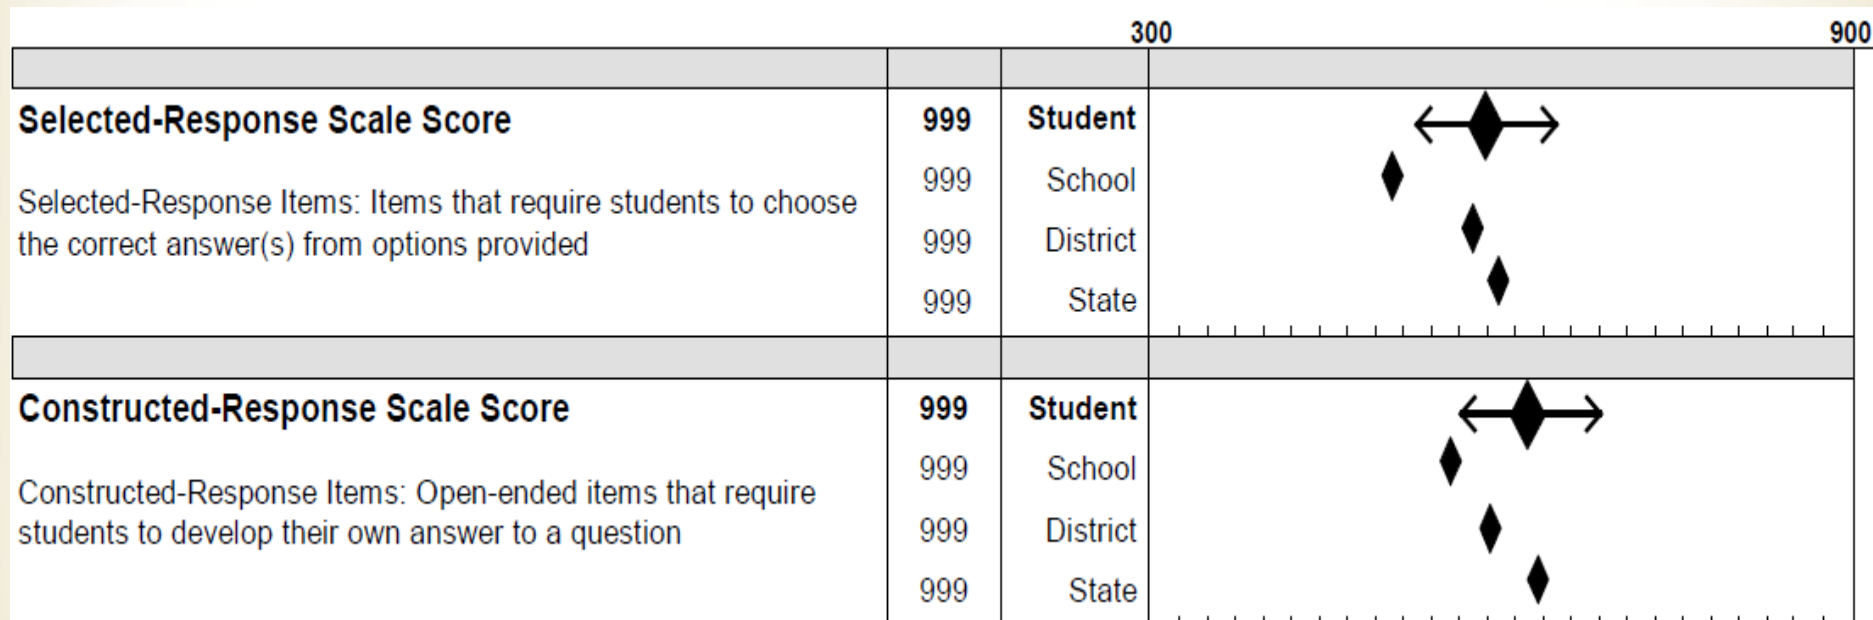 300 900
Selected-Response Scale Score 999 Student
999 School
Selected-Response Items: Items that require students to choose
the correct answer(s) from options provided
999 District
999 State
Constructed-Response Scale Score 999 Student
999 School
Constructed-Response Items: Open-ended items that require
students to develop their own answer to a question
999 District
999 State